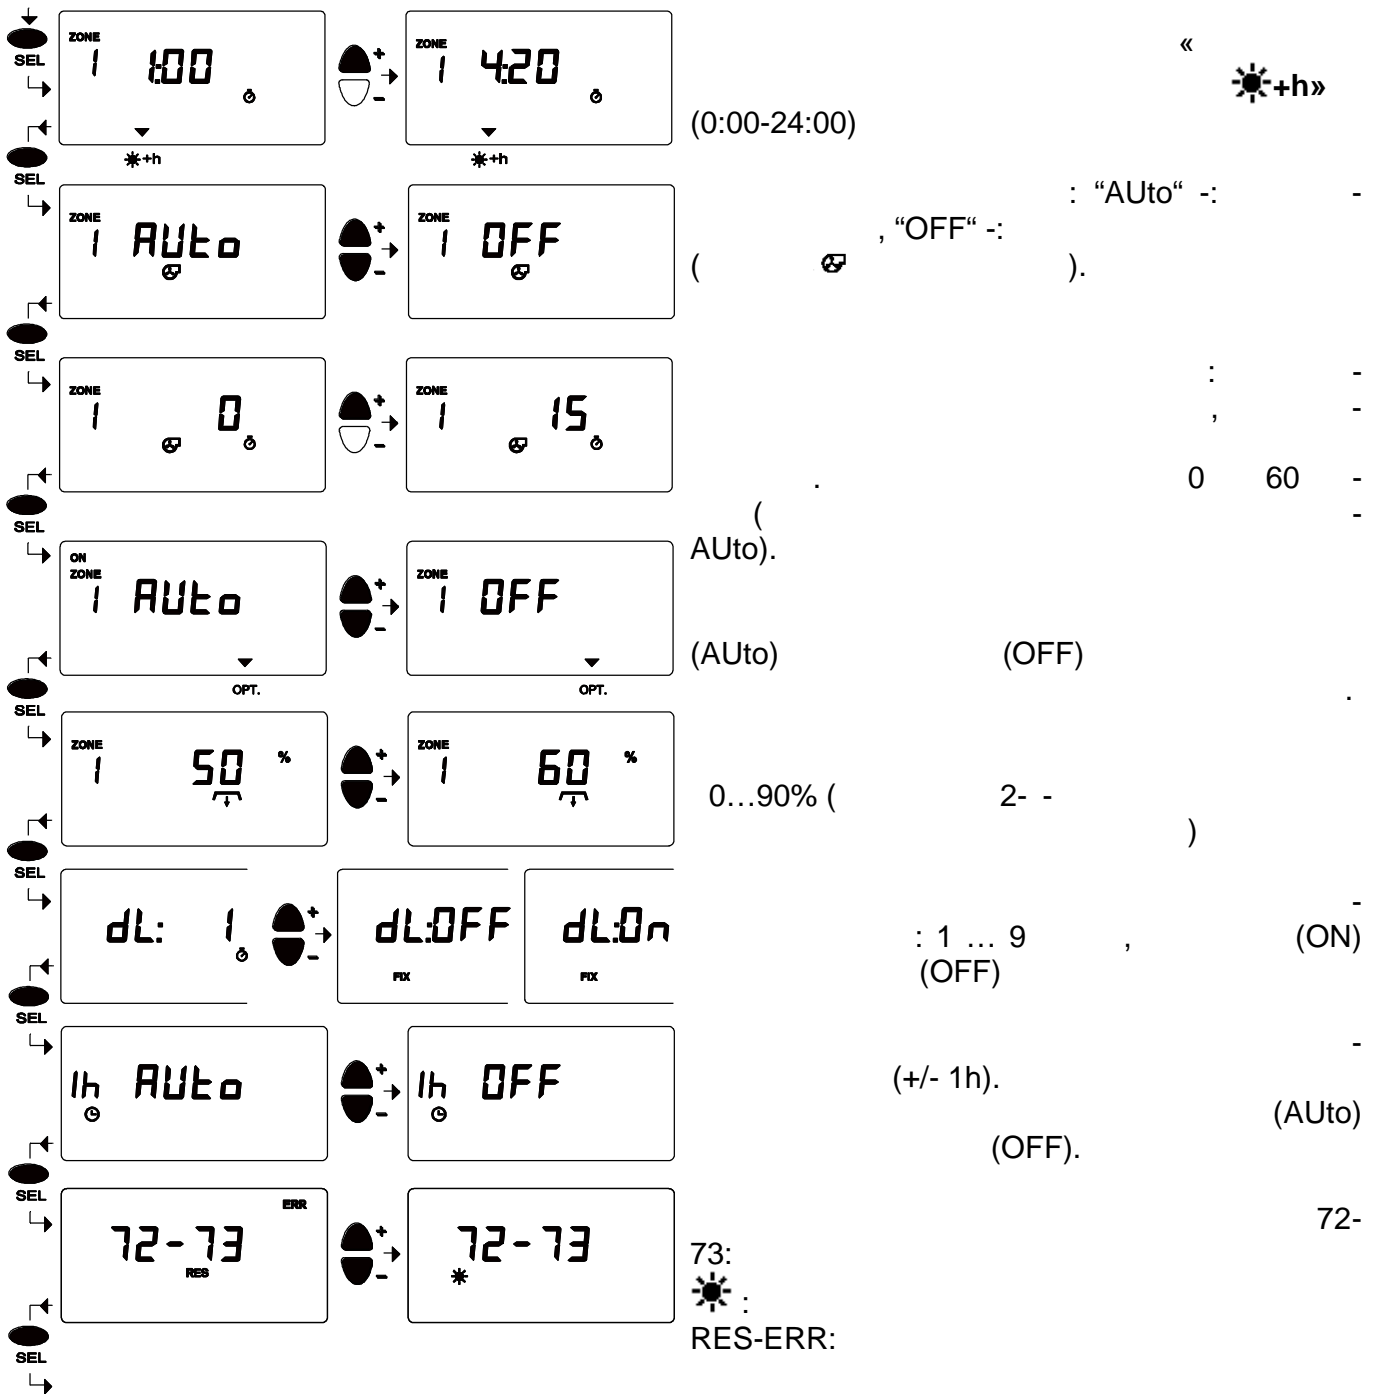 SEL
ZONE
1 1:00
☀+h
+
-
ZONE
1 4:20
☀+h
«
☀+h»
(0:00-24:00)
SEL
ZONE
1 AUto
+
-
ZONE
1 OFF
: “AUto“ -: -
, “OFF“ -:
( ).
SEL
ZONE
1 0
+
-
ZONE
1 15
: -
, -
. 0 60 -
( -
AUto).
SEL
ON
ZONE
1 AUto
OPT.
+
-
ZONE
1 OFF
OPT.
(AUto) (OFF)
.
SEL
ZONE
1 50 %
+
-
ZONE
1 60 %
0…90% ( 2- -
)
SEL
dL: 1
+
-
dL:OFF
FIX
dL:On
FIX
-
: 1 … 9 , (ON)
(OFF)
SEL
1h AUto
+
-
1h OFF
-
(+/- 1h).
(AUto)
(OFF).
SEL
ERR
72-73
RES
+
-
72-73
☀
72-
73:
☀ :
RES-ERR:
SEL